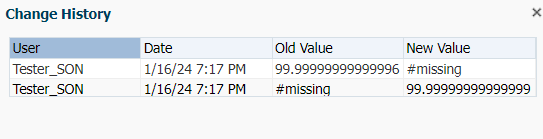 Change History
User Date Old Value New Value
Tester_SON 1/16/24 7:17 PM 99.99999999999996 #missing
Tester_SON 1/16/24 7:17 PM #missing 99.99999999999999